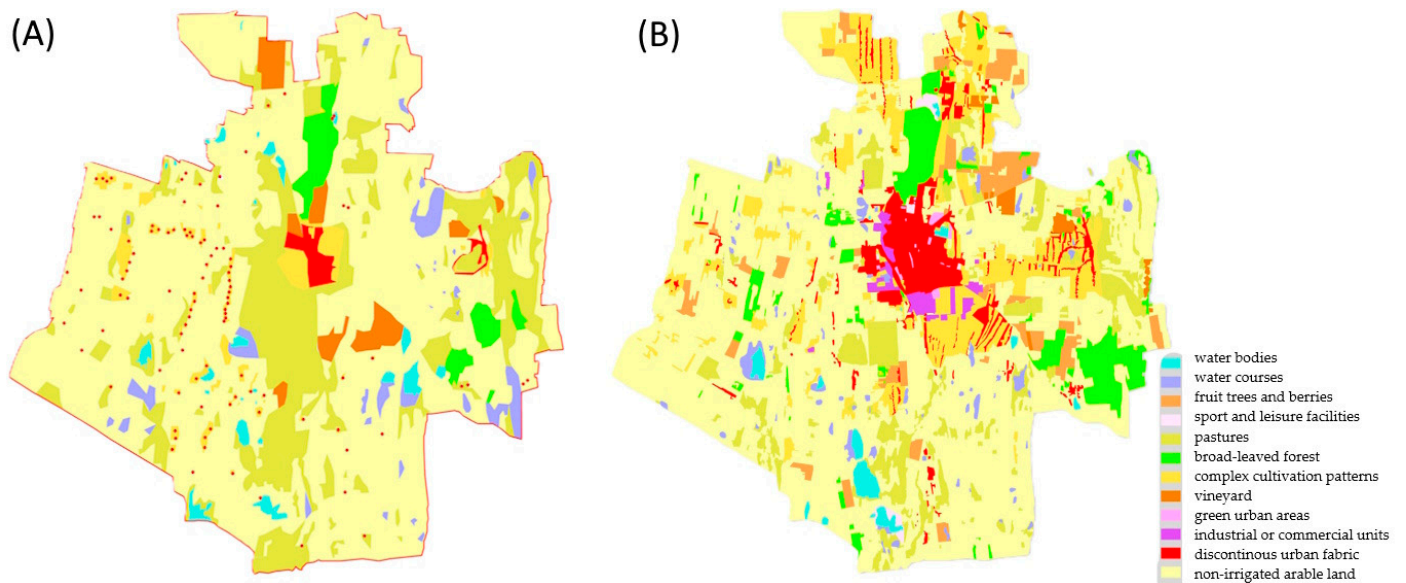 (A)
(B)
water bodies
water courses
fruit trees and berries
sport and leisure facilities
pastures
broad-leaved forest
complex cultivation patterns
vineyard
green urban areas
industrial or commercial units
discontinous urban fabric
non-irrigated arable land